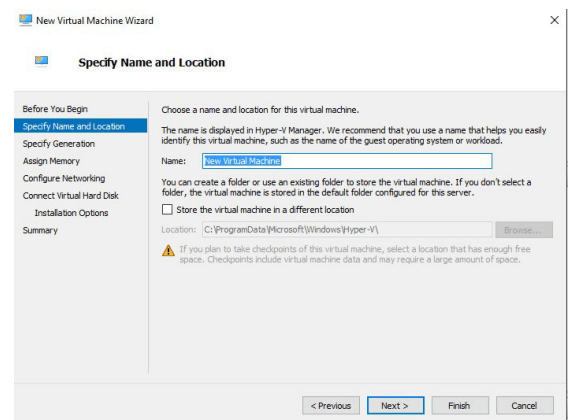 New Virtual Machine Wizard
Specify Name and Location
Before You Begin
Specify Name and Location
Specify Generation
Assign Memory
Configure Networking
Connect Virtual Hard Disk
Installation Options
Summary
Choose a name and location for this virtual machine.
The name is displayed in Hyper-V Manager. We recommend that you use a name that helps you easily
identify this virtual machine, such as the name of the guest operating system or workload.
Name: New Virtual Machine
You can create a folder or use an existing folder to store the virtual machine. If you don't select a
folder, the virtual machine is stored in the default folder configured for this server.
Store the virtual machine in a different location
Location: C:\ProgramData\Microsoft\Windows\Hyper-V\ Browse...
If you plan to take checkpoints of this virtual machine, select a location that has enough free
space. Checkpoints include virtual machine data and may require a large amount of space.
< Previous Next > Finish Cancel